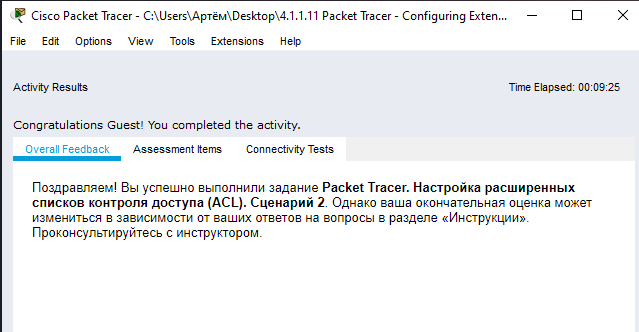 Cisco Packet Tracer - C:\Users\Артём\Desktop\4.1.1.11 Packet Tracer - Configuring Exten...
File Edit Options View Tools Extensions Help
Activity Results Time Elapsed: 00:09:25
Congratulations Guest! You completed the activity.
Overall Feedback Assessment Items Connectivity Tests
Поздравляем! Вы успешно выполнили задание Packet Tracer. Настройка расширенных
списков контроля доступа (ACL). Сценарий 2. Однако ваша окончательная оценка может
измениться в зависимости от ваших ответов на вопросы в разделе «Инструкции».
Проконсультируйтесь с инструктором.